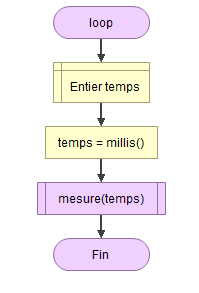 loop
Entier temps
temps = millis()
mesure(temps)
Fin